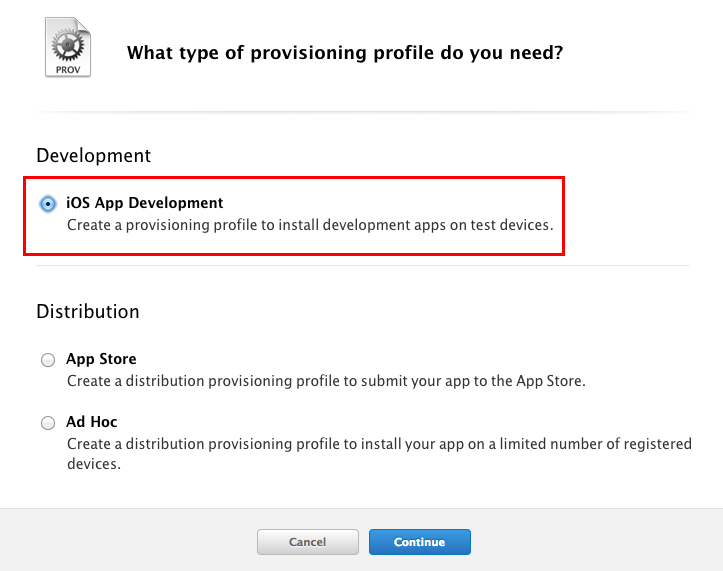 PROV
What type of provisioning profile do you need?
Development
iOS App Development
Create a provisioning profile to install development apps on test devices.
Distribution
App Store
Create a distribution provisioning profile to submit your app to the App Store.
Ad Hoc
Create a distribution provisioning profile to install your app on a limited number of registered
devices.
Cancel
Continue